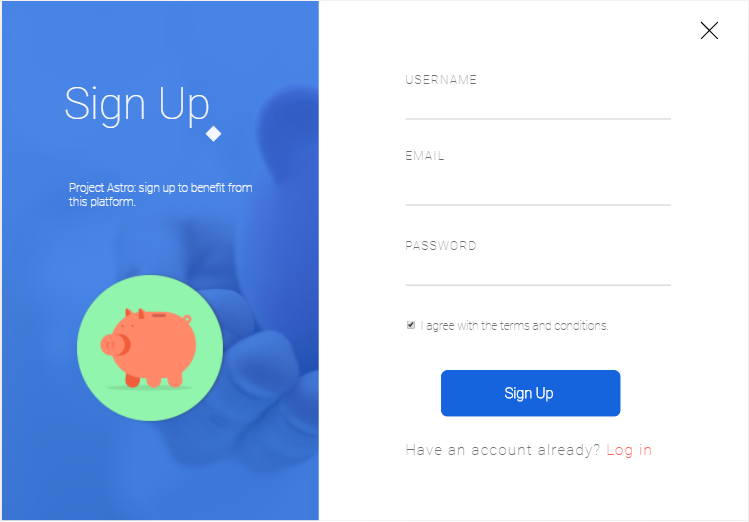 Sign Up
Project Astro: sign up to benefit from
this platform.
USERNAME
EMAIL
PASSWORD
I agree with the terms and conditions.
Sign Up
Have an account already? Log in